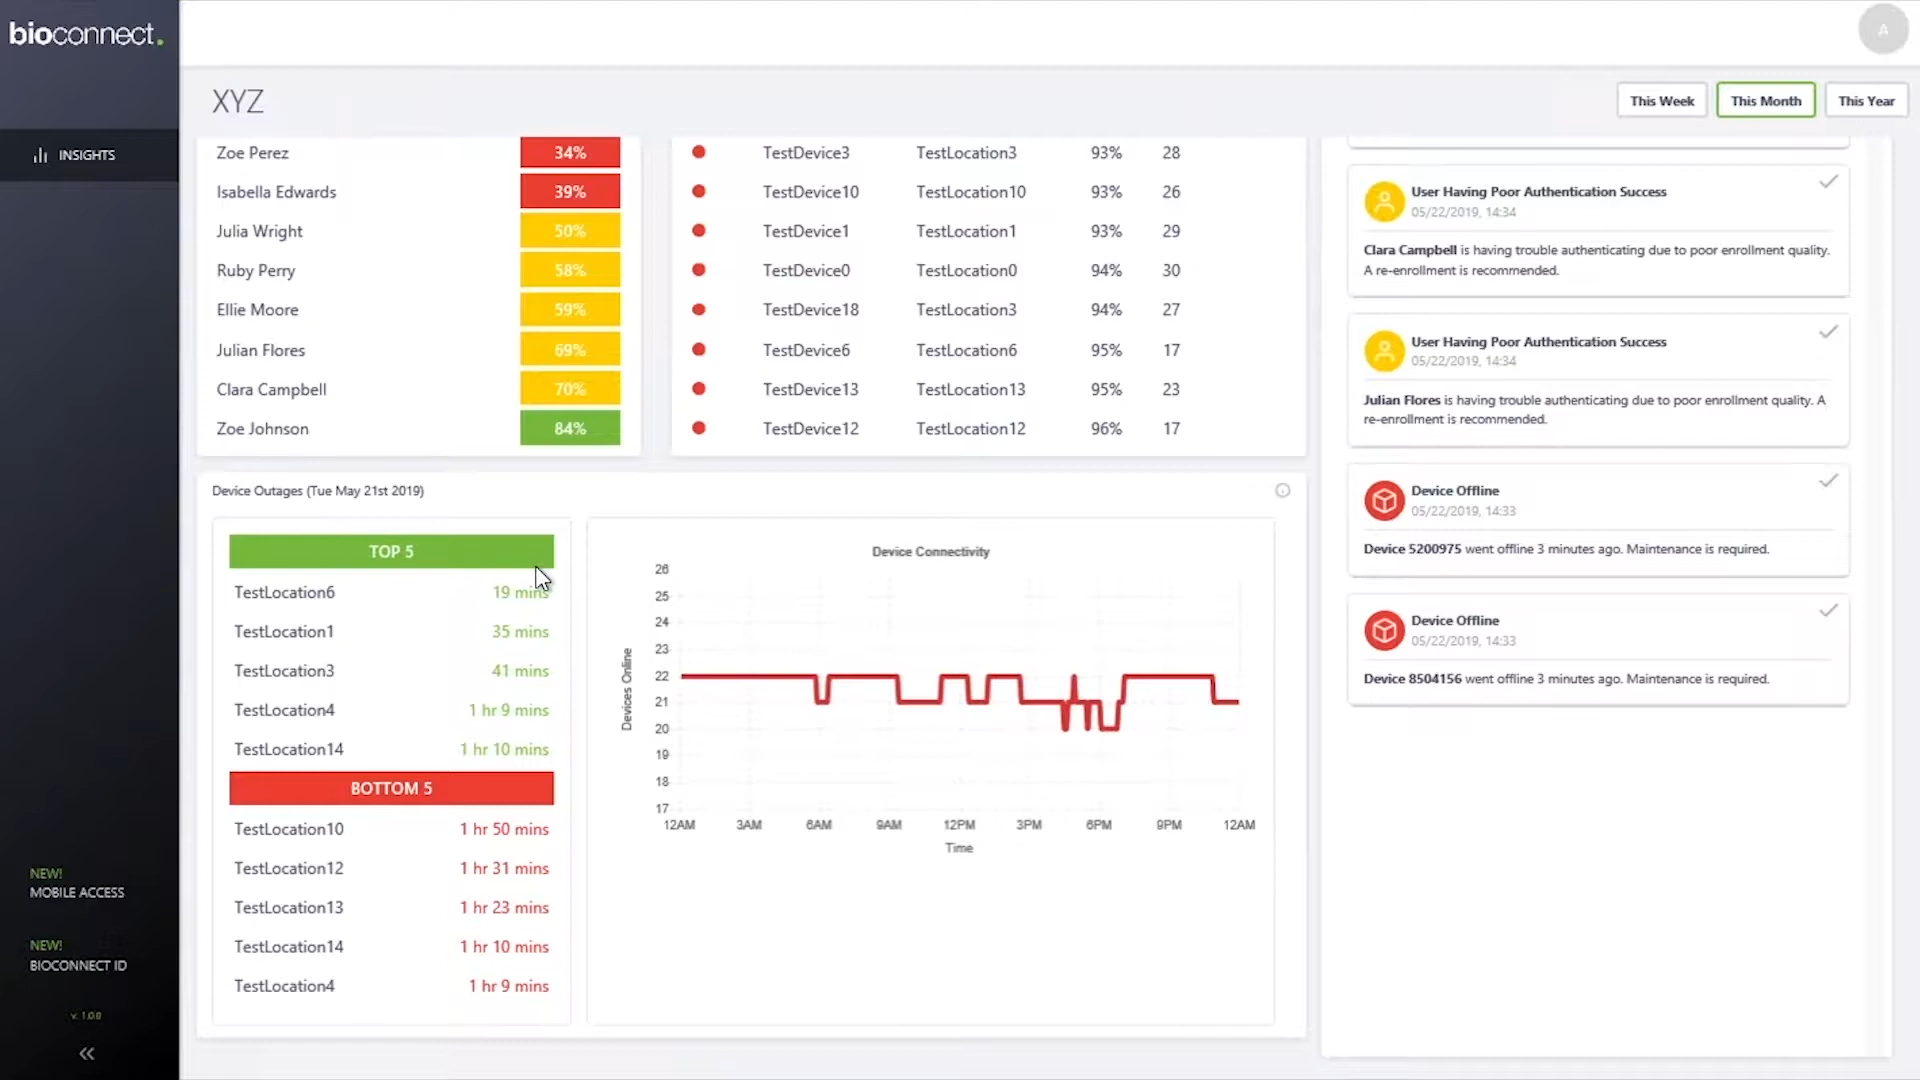 bioconnect.
A
XYZ
This Week
This Month
This Year
INSIGHTS
Zoe Perez 34%
Isabella Edwards 39%
Julia Wright 50%
Ruby Perry 58%
Ellie Moore 59%
Julian Flores 69%
Clara Campbell 70%
Zoe Johnson 84%
TestDevice3 TestLocation3 93% 28
TestDevice10 TestLocation10 93% 26
TestDevice1 TestLocation1 93% 29
TestDevice0 TestLocation0 94% 30
TestDevice18 TestLocation3 94% 27
TestDevice6 TestLocation6 95% 17
TestDevice13 TestLocation13 95% 23
TestDevice12 TestLocation12 96% 17
User Having Poor Authentication Success
05/22/2019, 14:34
Clara Campbell is having trouble authenticating due to poor enrollment quality.
A re-enrollment is recommended.
User Having Poor Authentication Success
05/22/2019, 14:34
Julian Flores is having trouble authenticating due to poor enrollment quality. A
re-enrollment is recommended.
Device Offline
05/22/2019, 14:33
Device 5200975 went offline 3 minutes ago. Maintenance is required.
Device Offline
05/22/2019, 14:33
Device 8504156 went offline 3 minutes ago. Maintenance is required.
Device Outages (Tue May 21st 2019)
TOP 5
TestLocation6 19 mins
TestLocation1 35 mins
TestLocation3 41 mins
TestLocation4 1 hr 9 mins
TestLocation14 1 hr 10 mins
BOTTOM 5
TestLocation10 1 hr 50 mins
TestLocation12 1 hr 31 mins
TestLocation13 1 hr 23 mins
TestLocation14 1 hr 10 mins
TestLocation4 1 hr 9 mins
Device Connectivity
Devices Online
26
25
24
23
22
21
20
19
18
17
12AM 3AM 6AM 9AM 12PM 3PM 6PM 9PM 12AM
Time
NEW!
MOBILE ACCESS
NEW!
BIOCONNECT ID
v. 1.0.0